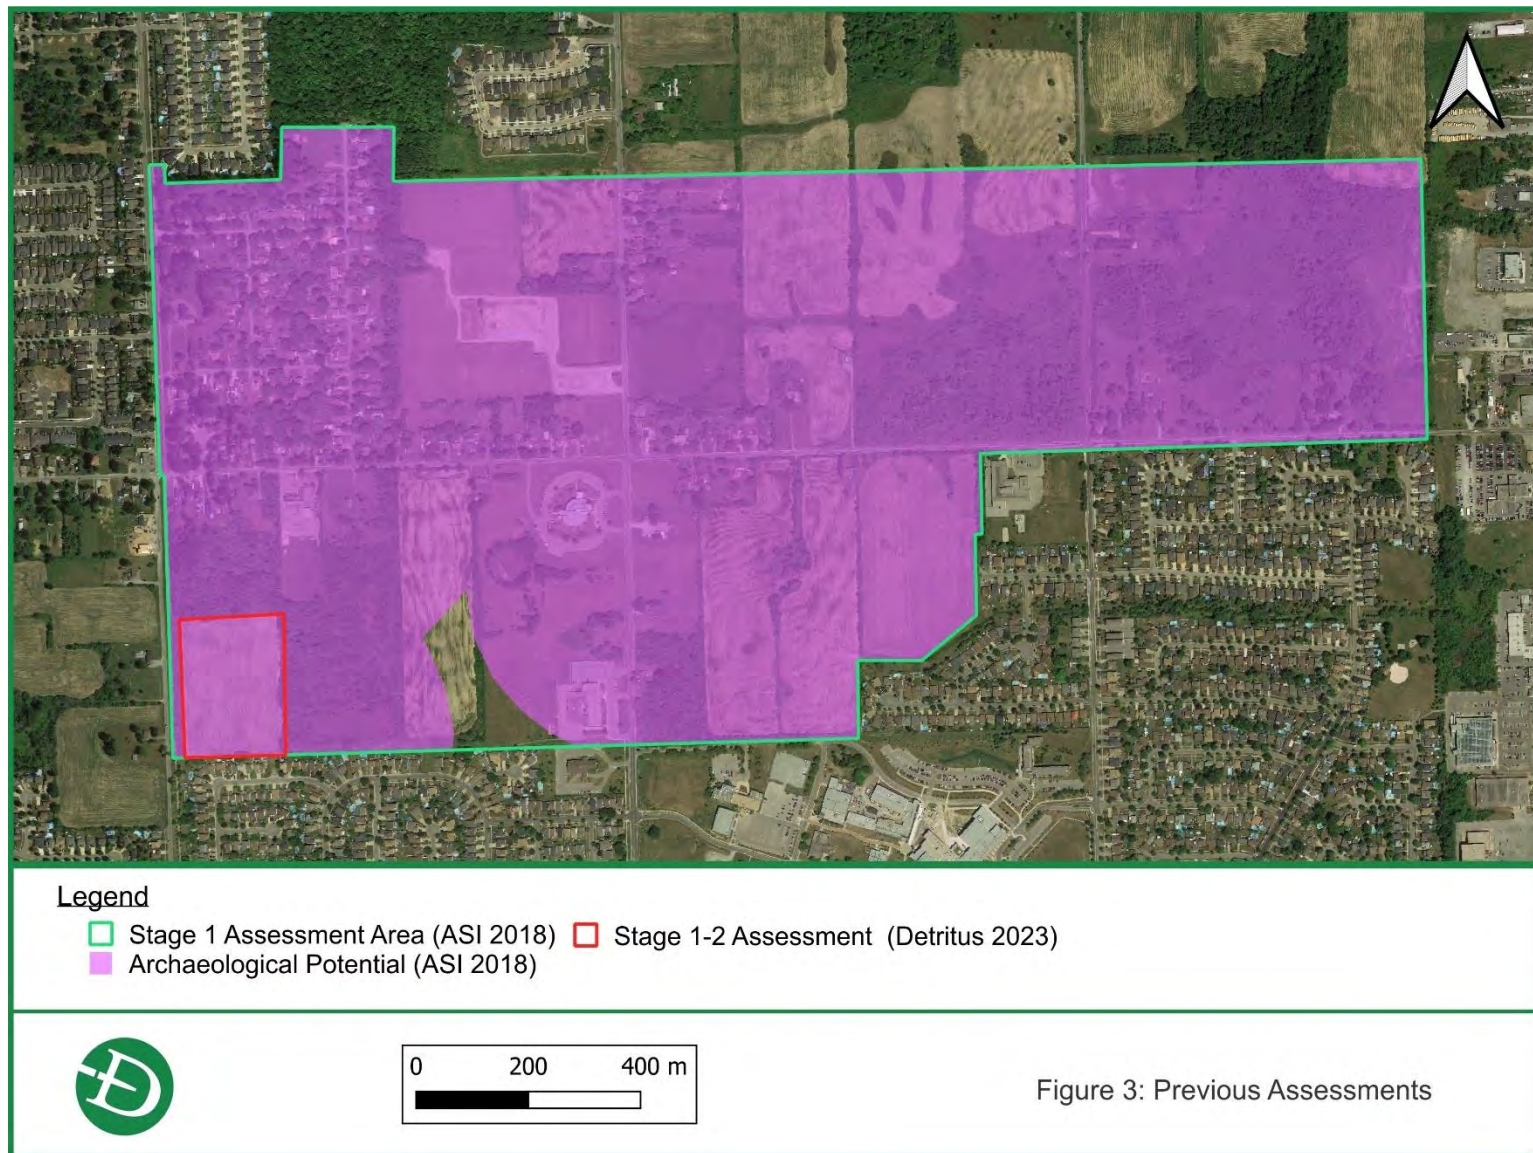 Legend
Stage 1 Assessment Area (ASI 2018) Stage 1-2 Assessment (Detritus 2023)
Archaeological Potential (ASI 2018)
0 200 400 m
D
Figure 3: Previous Assessments